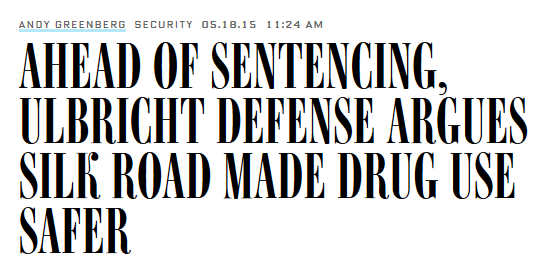 ANDY GREENBERG SECURITY 05.18.15 11:24 AM
AHEAD OF SENTENCING,
ULBRICHT DEFENSE ARGUES
SILK ROAD MADE DRUG USE
SAFER